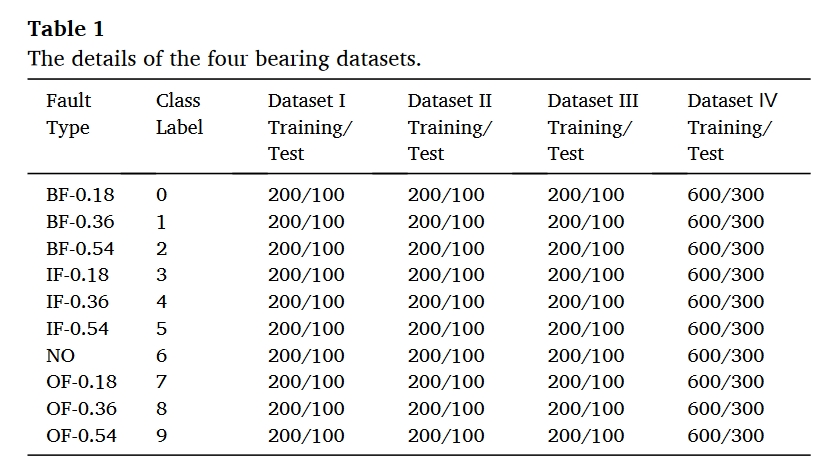 Table 1
The details of the four bearing datasets.
Fault Type Class Label Dataset I Training/ Test Dataset II Training/ Test Dataset III Training/ Test Dataset IV Training/ Test
BF-0.18 0 200/100 200/100 200/100 600/300
BF-0.36 1 200/100 200/100 200/100 600/300
BF-0.54 2 200/100 200/100 200/100 600/300
IF-0.18 3 200/100 200/100 200/100 600/300
IF-0.36 4 200/100 200/100 200/100 600/300
IF-0.54 5 200/100 200/100 200/100 600/300
NO 6 200/100 200/100 200/100 600/300
OF-0.18 7 200/100 200/100 200/100 600/300
OF-0.36 8 200/100 200/100 200/100 600/300
OF-0.54 9 200/100 200/100 200/100 600/300